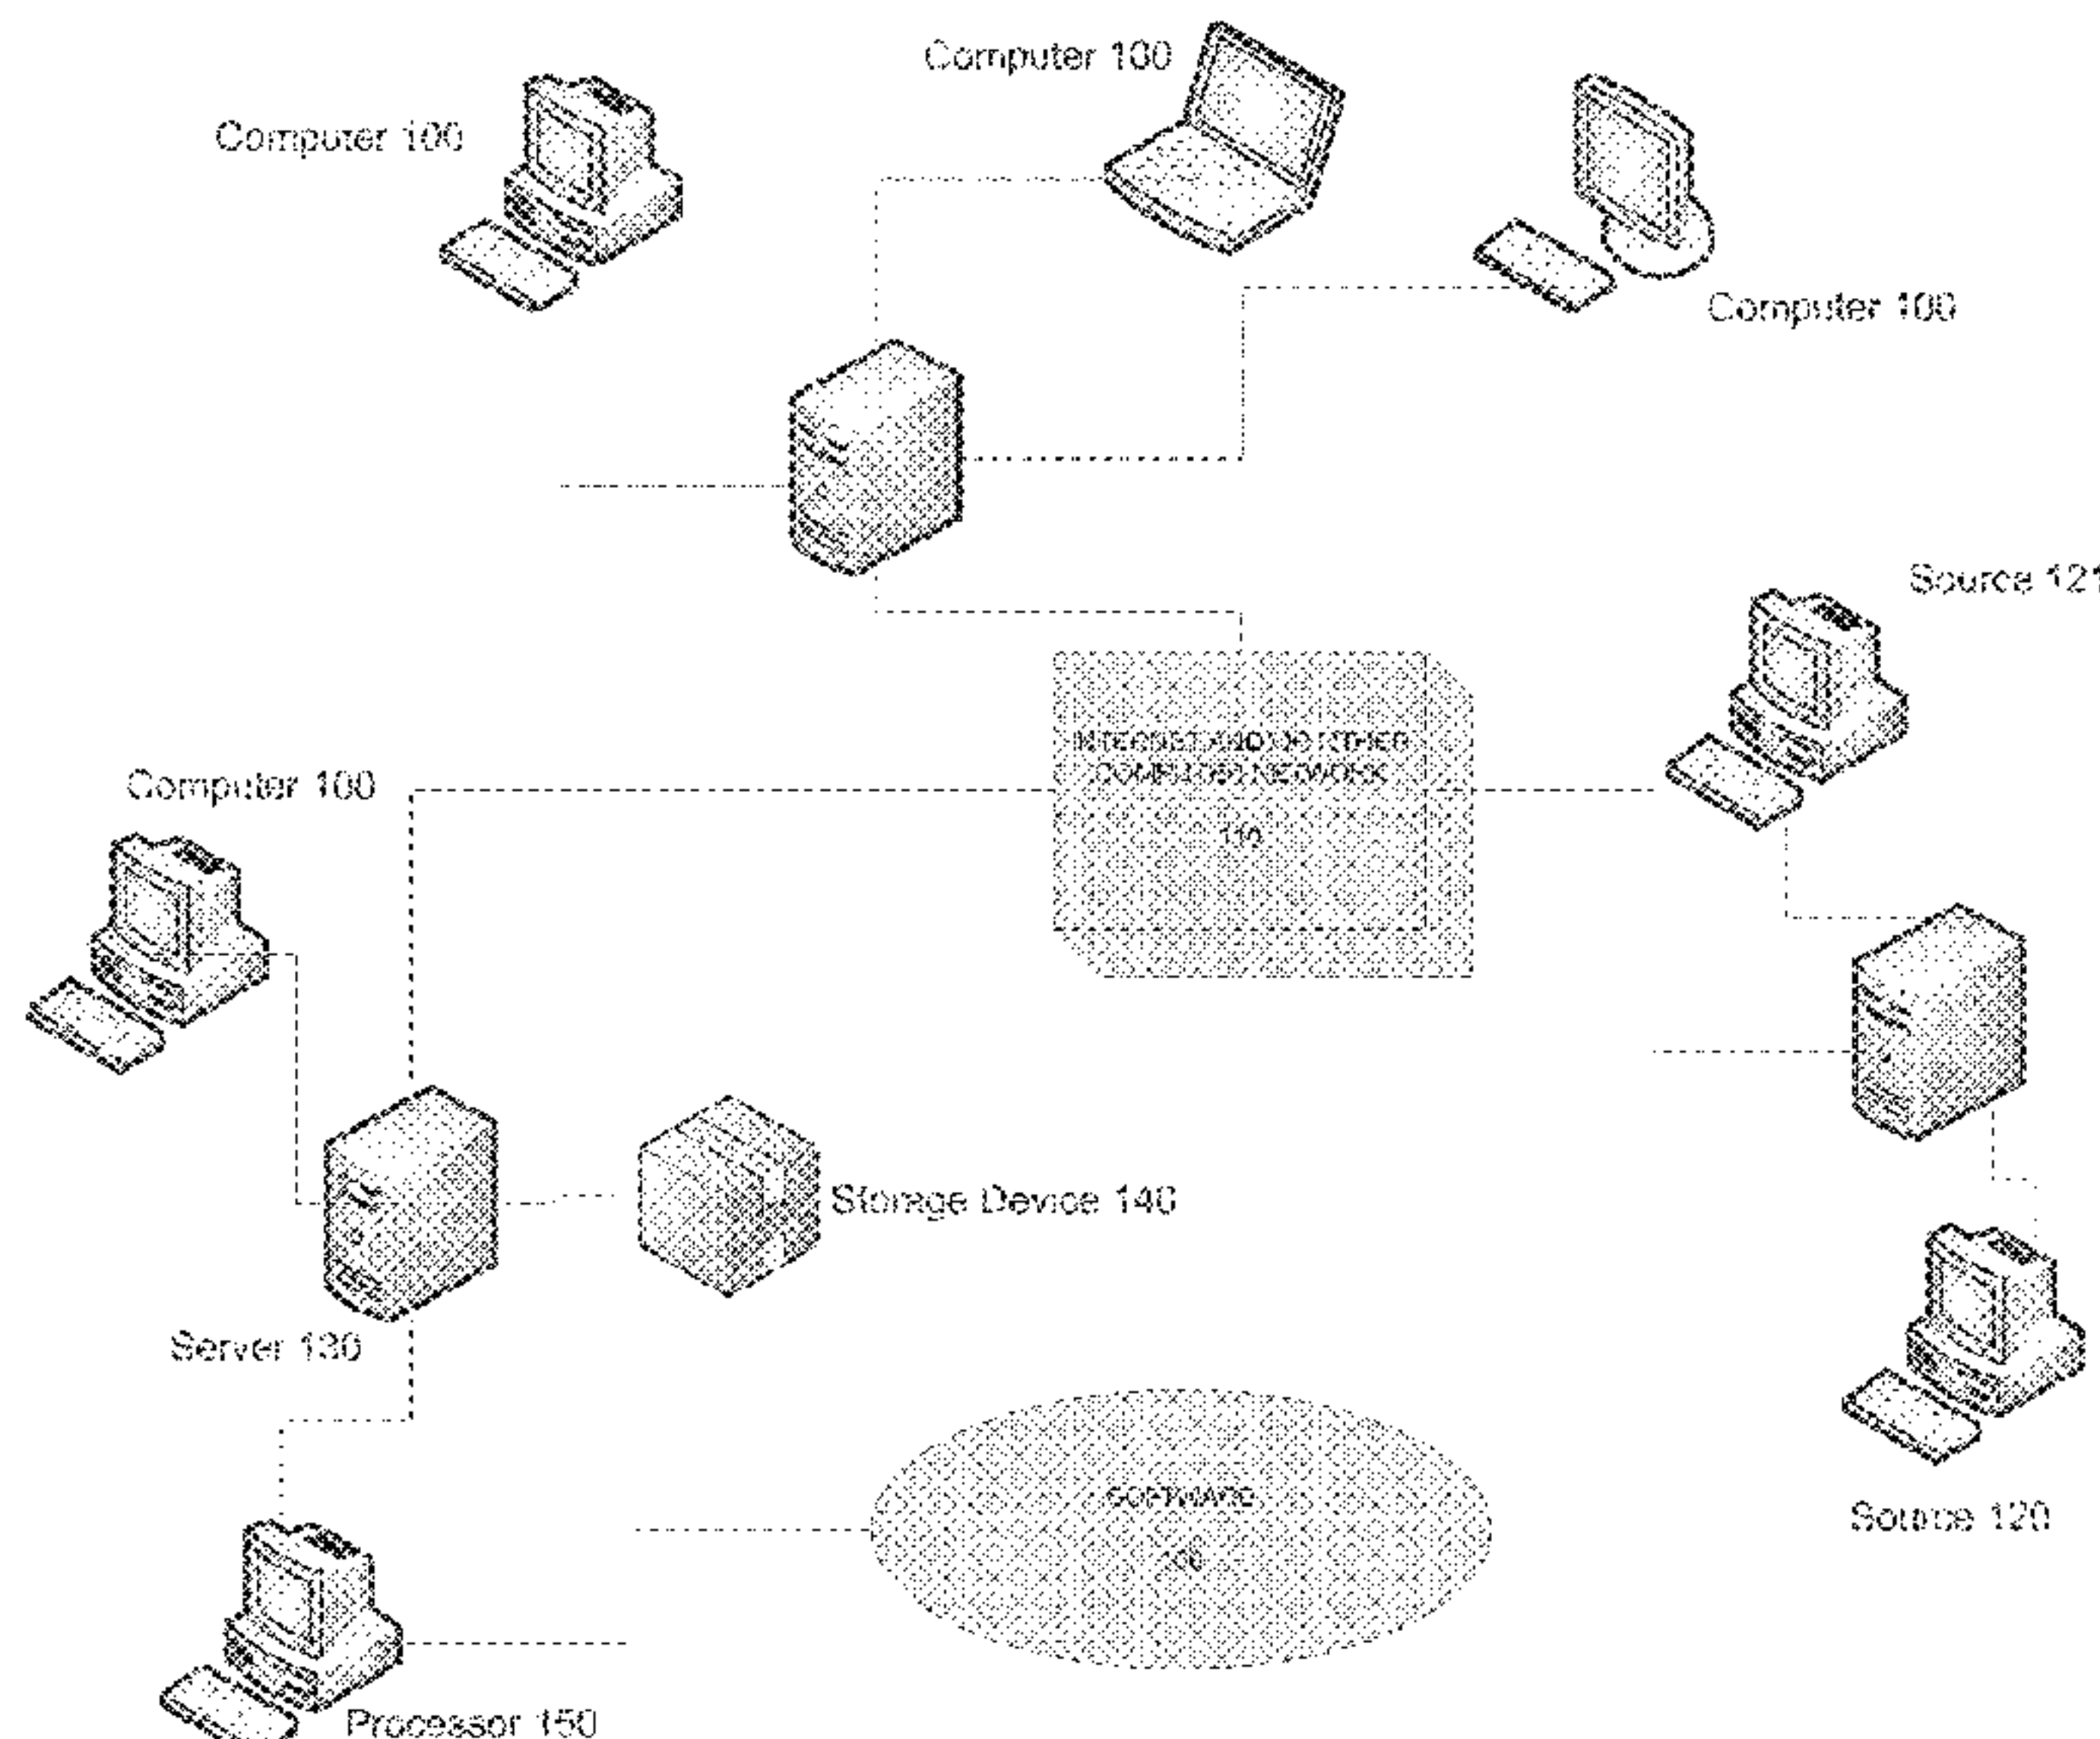 Computer 100
Computer 100
Computer 100
Source 121
INTERNET AND OR OTHER
COMPUTER NETWORK
110
Computer 100
Storage Device 140
Server 130
SOFTWARE
Source 120
Processor 150